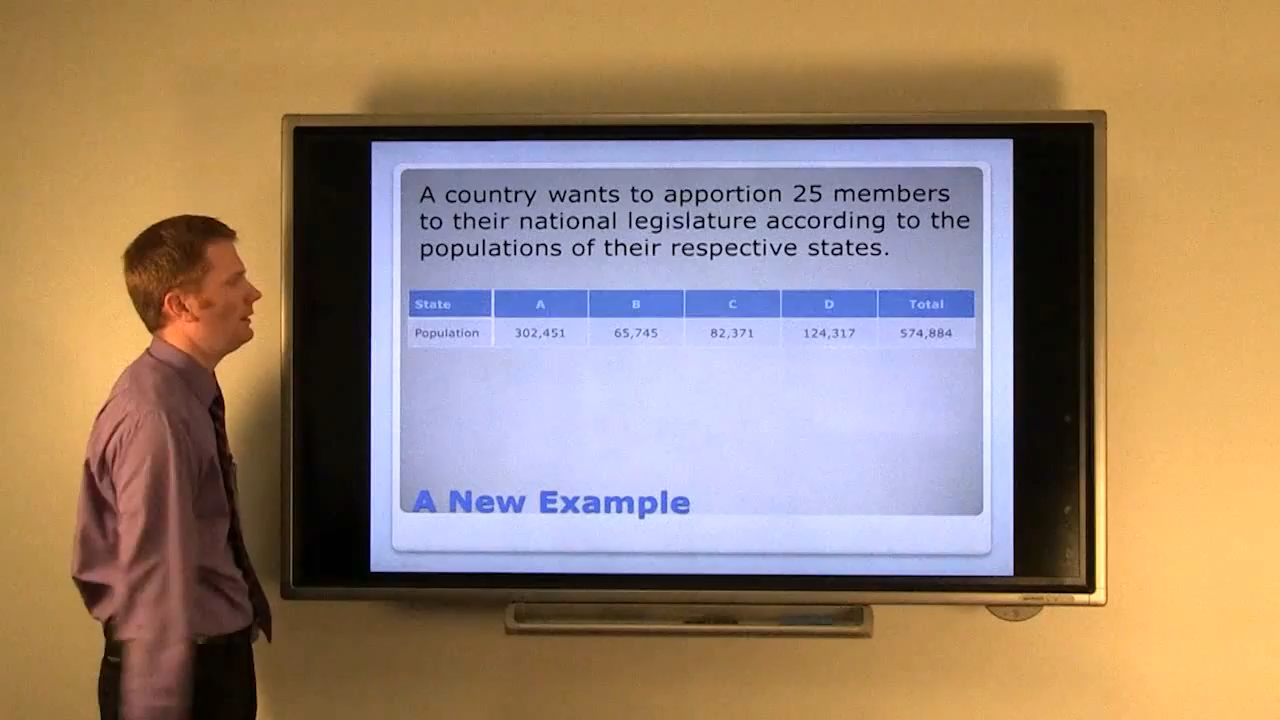 A country wants to apportion 25 members
to their national legislature according to the
populations of their respective states.
State A B C D Total
Population 302,451 65,745 82,371 124,317 574,884
A New Example